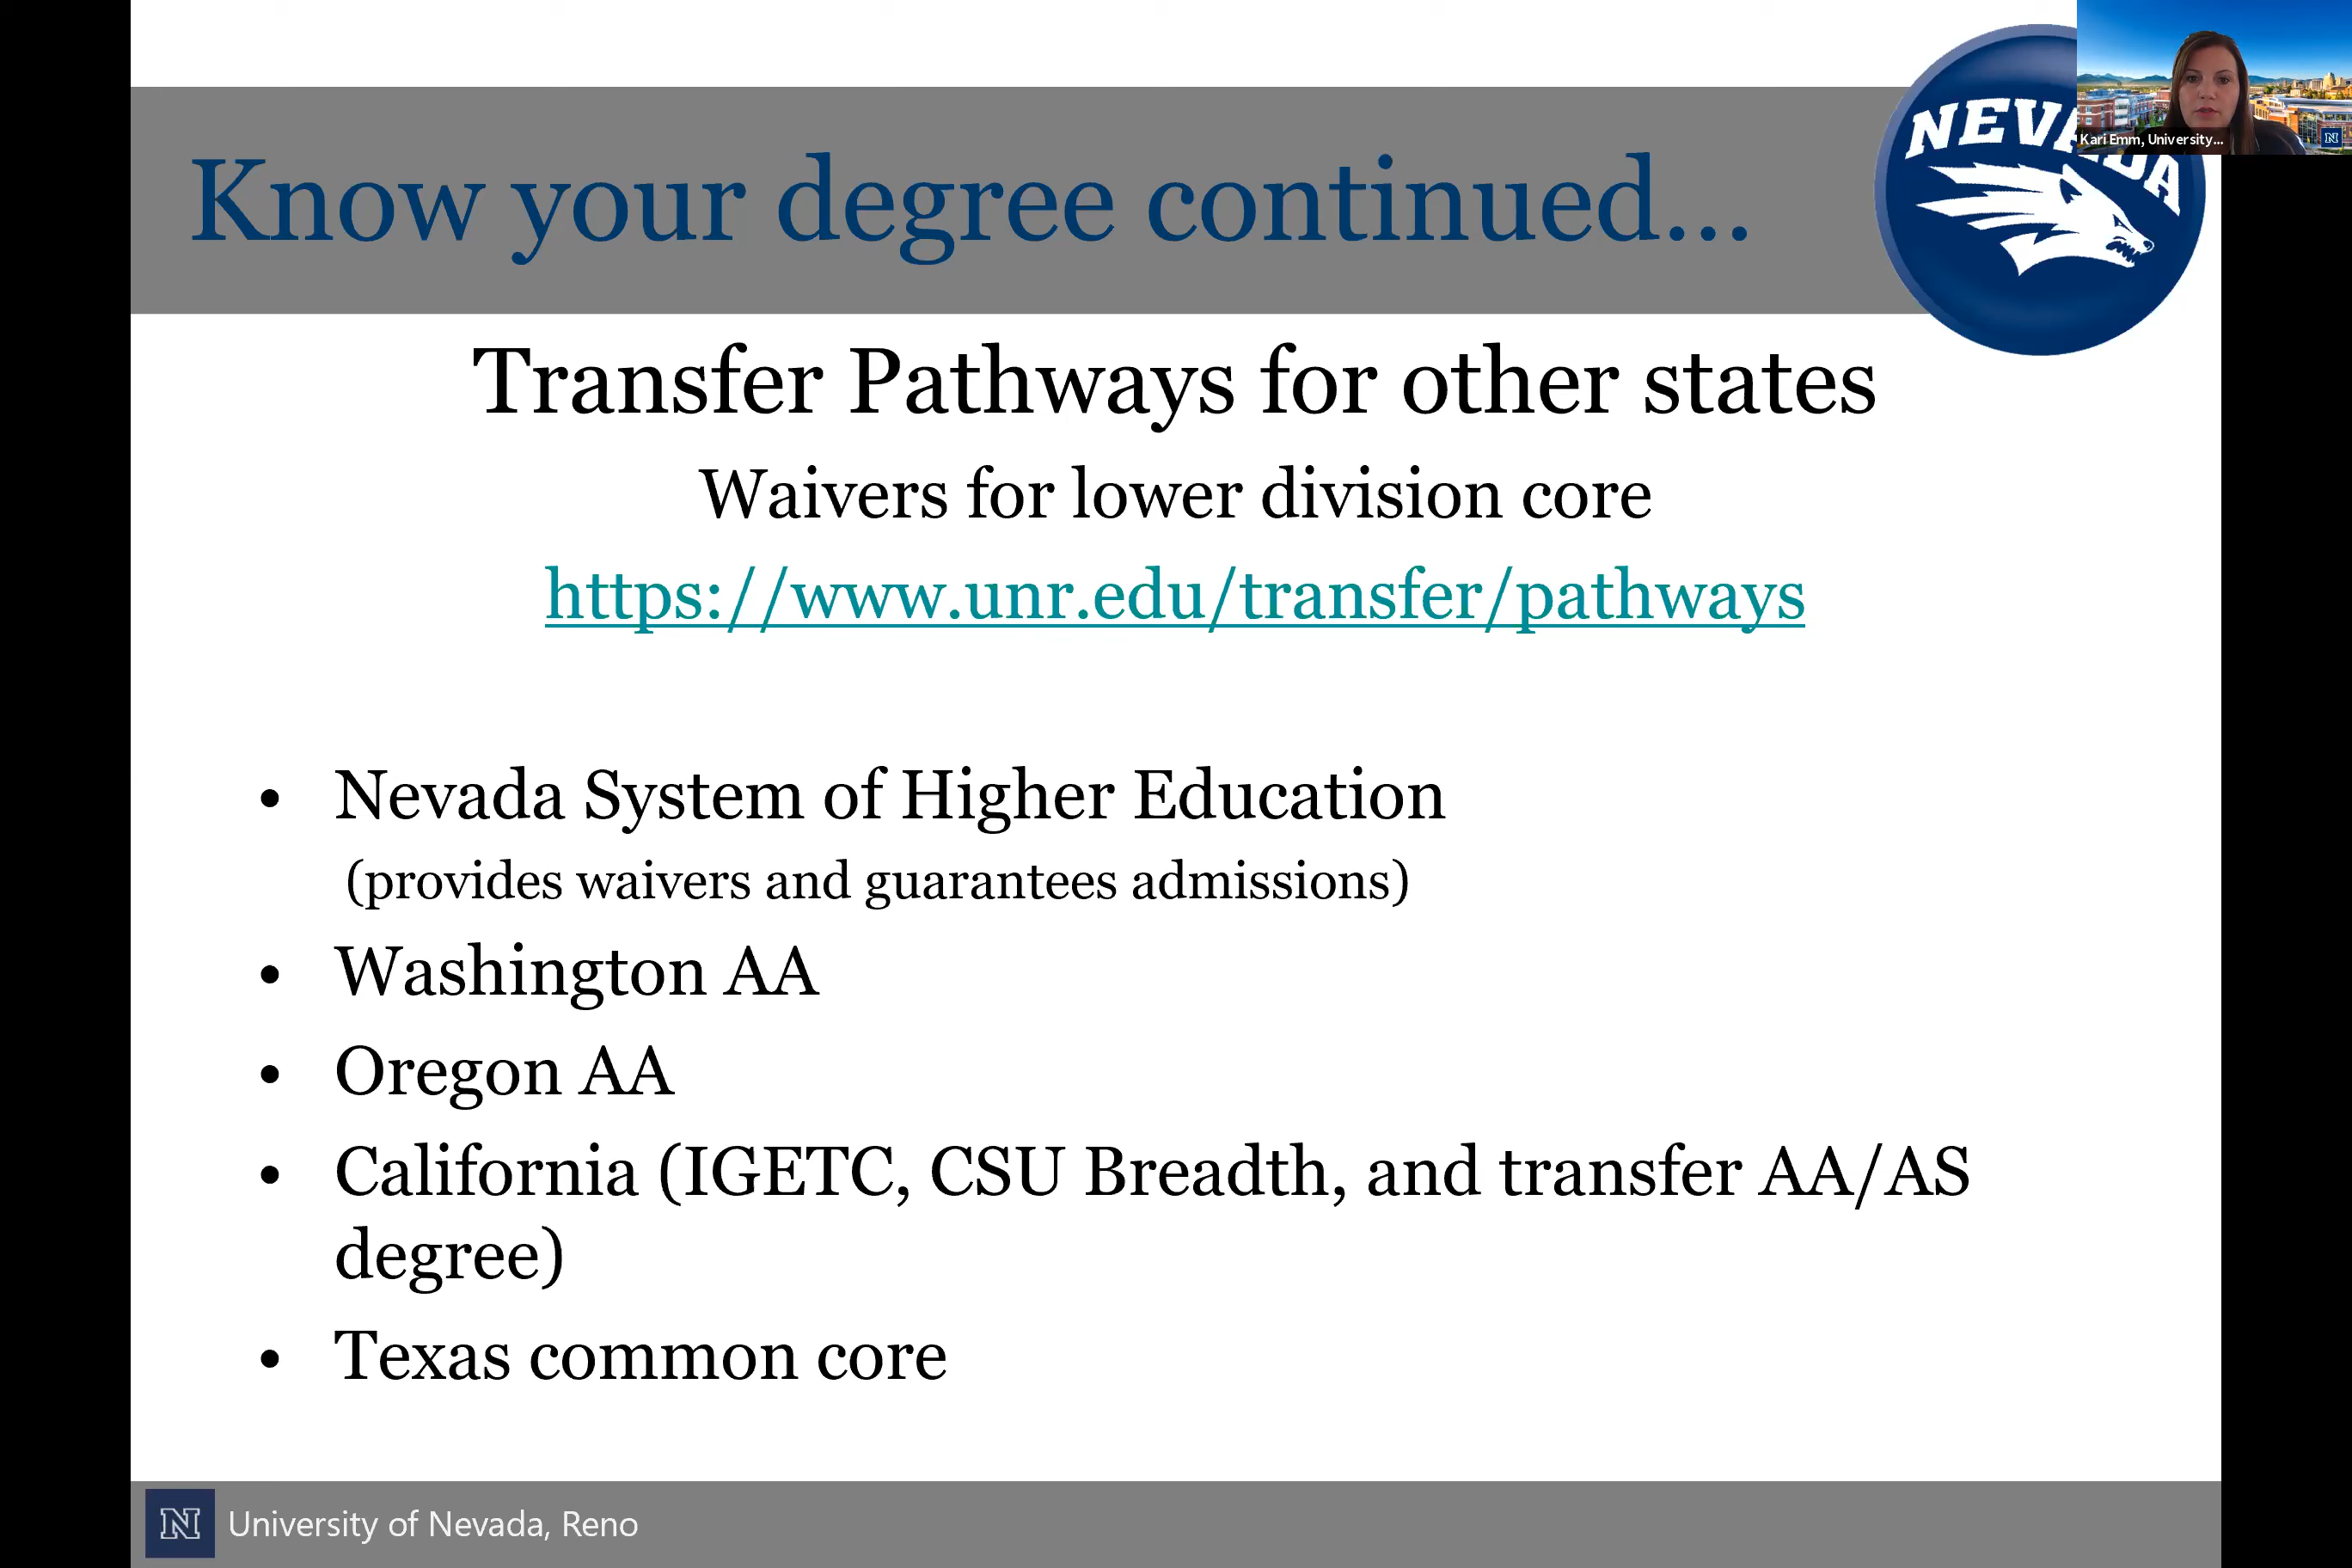 Know your degree continued...
NEVADA
Kari Emm, University...
N
Transfer Pathways for other states
Waivers for lower division core
https://www.unr.edu/transfer/pathways
• Nevada System of Higher Education
(provides waivers and guarantees admissions)
• Washington AA
• Oregon AA
• California (IGETC, CSU Breadth, and transfer AA/AS
degree)
• Texas common core
N University of Nevada, Reno